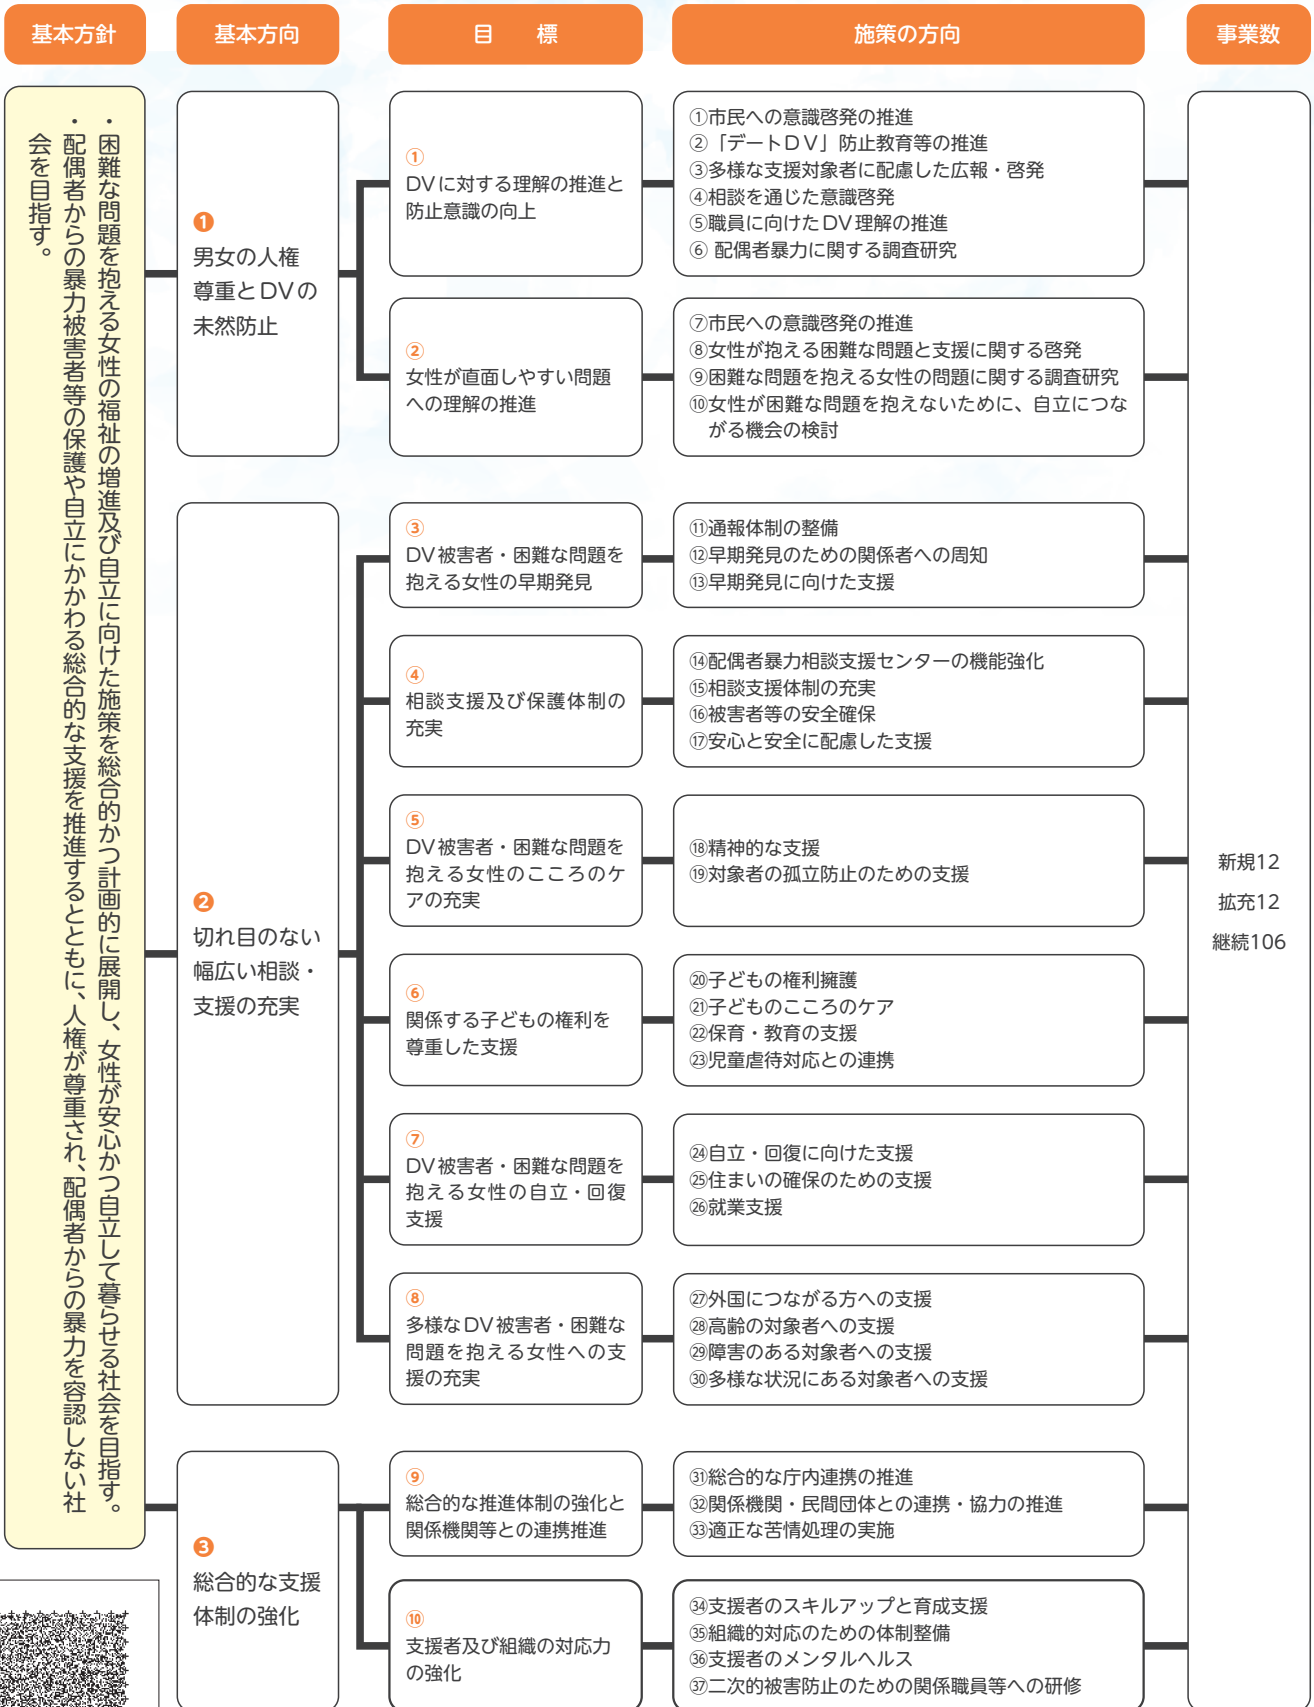 基本方針
基本方向
目　標
施策の方向
事業数
・困難な問題を抱える女性の福祉の増進及び自立に向けた施策を総合的かつ計画的に展開し、女性が安心かつ自立して暮らせる社会を目指す。
・配偶者からの暴力被害者等の保護や自立にかかわる総合的な支援を推進するとともに、人権が尊重され、配偶者からの暴力を容認しない社
会を目指す。
❶
男女の人権
尊重とDVの
未然防止
①
DVに対する理解の推進と
防止意識の向上
①市民への意識啓発の推進
②「デートDV」防止教育等の推進
③多様な支援対象者に配慮した広報・啓発
④相談を通じた意識啓発
⑤職員に向けたDV理解の推進
⑥ 配偶者暴力に関する調査研究
②
女性が直面しやすい問題
への理解の推進
⑦市民への意識啓発の推進
⑧女性が抱える困難な問題と支援に関する啓発
⑨困難な問題を抱える女性の問題に関する調査研究
⑩女性が困難な問題を抱えないために、自立につな
がる機会の検討
❷
切れ目のない
幅広い相談・
支援の充実
③
DV被害者・困難な問題を
抱える女性の早期発見
⑪通報体制の整備
⑫早期発見のための関係者への周知
⑬早期発見に向けた支援
④
相談支援及び保護体制の
充実
⑭配偶者暴力相談支援センターの機能強化
⑮相談支援体制の充実
⑯被害者等の安全確保
⑰安心と安全に配慮した支援
⑤
DV被害者・困難な問題を
抱える女性のこころのケ
アの充実
⑱精神的な支援
⑲対象者の孤立防止のための支援
⑥
関係する子どもの権利を
尊重した支援
⑳子どもの権利擁護
㉑子どものこころのケア
㉒保育・教育の支援
㉓児童虐待対応との連携
⑦
DV被害者・困難な問題を
抱える女性の自立・回復
支援
㉔自立・回復に向けた支援
㉕住まいの確保のための支援
㉖就業支援
⑧
多様なDV被害者・困難な
問題を抱える女性への支
援の充実
㉗外国につながる方への支援
㉘高齢の対象者への支援
㉙障害のある対象者への支援
㉚多様な状況にある対象者への支援
❸
総合的な支援
体制の強化
⑨
総合的な推進体制の強化と
関係機関等との連携推進
㉛総合的な庁内連携の推進
㉜関係機関・民間団体との連携・協力の推進
㉝適正な苦情処理の実施
⑩
支援者及び組織の対応力
の強化
㉞支援者のスキルアップと育成支援
㉟組織的対応のための体制整備
㊱支援者のメンタルヘルス
㊲二次的被害防止のための関係職員等への研修
新規12
拡充12
継続106